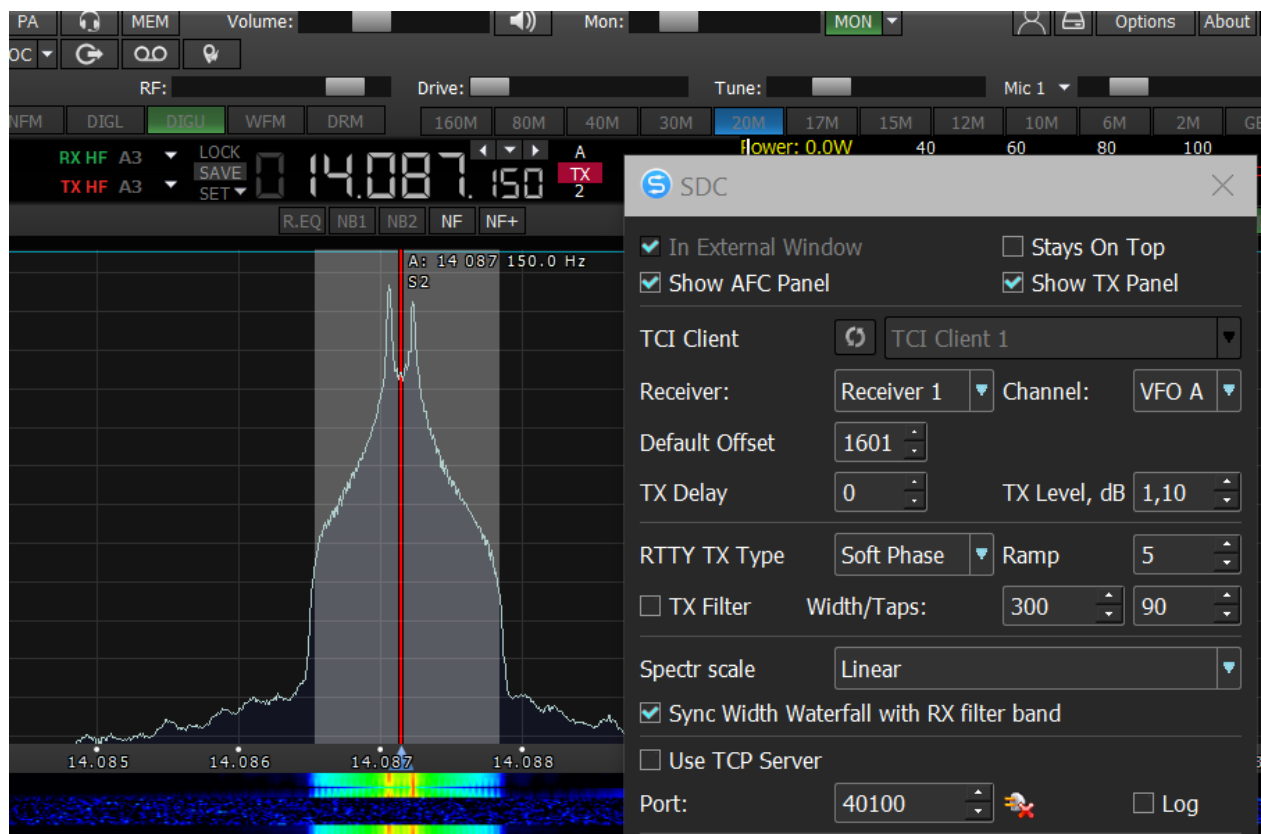 PA MEM Volume: Mon: MON Options About
OC
RF: Drive: Tune: Mic 1
NFM DIGL DIGU WFM DRM 160M 80M 40M 30M 20M 17M 15M 12M 10M 6M 2M GE
RX HF A3 LOCK
SAVE
TX HF A3 SET
0 14.087.150
A
TX
2
Power: 0.0W 40 60 80 100
R.EQ NB1 NB2 NF NF+
A: 14 087 150.0 Hz
S2
14.085 14.086 14.087 14.088
SDC
In External Window Stays On Top
Show AFC Panel Show TX Panel
TCI Client TCI Client 1
Receiver: Receiver 1 Channel: VFO A
Default Offset 1601
TX Delay 0 TX Level, dB 1,10
RTTY TX Type Soft Phase Ramp 5
TX Filter Width/Taps: 300 90
Spectr scale Linear
Sync Width Waterfall with RX filter band
Use TCP Server
Port: 40100 Log